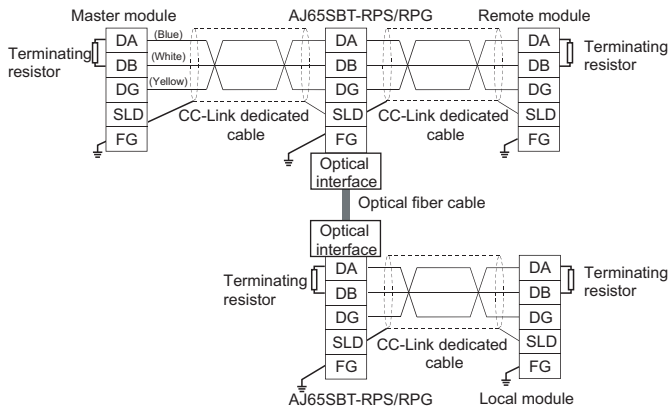 Master module
AJ65SBT-RPS/RPG
Remote module
Terminating
resistor
DA
DB
DG
SLD
FG
(Blue)
(White)
(Yellow)
CC-Link dedicated
cable
DA
DB
DG
SLD
FG
CC-Link dedicated
cable
DA
DB
DG
SLD
FG
Terminating
resistor
Optical
interface
Optical fiber cable
Optical
interface
Terminating
resistor
DA
DB
DG
SLD
FG
CC-Link dedicated
cable
DA
DB
DG
SLD
FG
Terminating
resistor
AJ65SBT-RPS/RPG
Local module